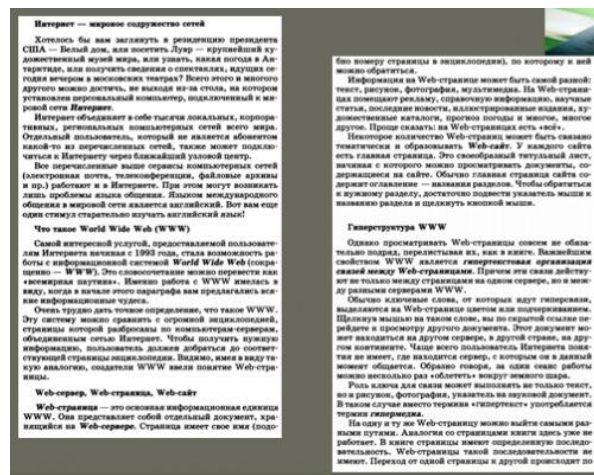 Интернет — мировое содружество сетей
Хотелось бы вам заглянуть в резиденцию президента
США — Белый дом, или посетить Лувр — крупнейший ху-
дожественный музей мира, или узнать, какая погода в Ан-
тарктиде, или получить сведения о спектаклях, идущих се-
годня вечером в московских театрах? Всего этого и многого
другого можно достичь, не выходя из-за стола, на котором
установлен персональный компьютер, подключенный к ми-
ровой сети Интернет.
Интернет объединяет в себе тысячи локальных, корпора-
тивных, региональных компьютерных сетей всего мира.
Отдельный пользователь, который не является абонентом
какой-то из перечисленных сетей, также может подклю-
читься к Интернету через ближайший узловой центр.
Все перечисленные выше сервисы компьютерных сетей
(электронная почта, телеконференции, файловые архивы
и пр.) работают и в Интернете. При этом могут возникать
лишь проблемы языка общения. Языком международного
общения в мировой сети является английский. Вот вам еще
один стимул старательно изучать английский язык!
Что такое World Wide Web (WWW)
Самой интересной услугой, предоставляемой пользовате-
лям Интернета начиная с 1993 года, стала возможность ра-
боты с информационной системой World Wide Web (сокра-
щенно — WWW). Это словосочетание можно перевести как
«всемирная паутина». Именно работа с WWW имелась в
виду, когда в начале этого параграфа вам предлагались вся-
кие информационные чудеса.
Очень трудно дать точное определение, что такое WWW.
Эту систему можно сравнить с огромной энциклопедией,
страницы которой разбросаны по компьютерам-серверам,
объединенным сетью Интернет. Чтобы получить нужную
информацию, пользователь должен добраться до соответ-
ствующей страницы энциклопедии. Видимо, имея в виду та-
кую аналогию, создатели WWW ввели понятие Web-стра-
ницы.
Web-сервер, Web-страница, Web-сайт
Web-страница — это основная информационная единица
WWW. Она представляет собой отдельный документ, хра-
нящийся на Web-сервере. Страница имеет свое имя (подо-
бно номеру страницы в энциклопедии), по которому к ней
можно обратиться.
Информация на Web-странице может быть самой разной:
текст, рисунок, фотография, мультимедиа. На Web-страни-
цах помещают рекламу, справочную информацию, научные
статьи, последние новости, иллюстрированные издания, ху-
дожественные каталоги, прогноз погоды и многое, многое
другое. Проще сказать: на Web-страницах есть «всё».
Некоторое количество Web-страниц может быть связано
тематически и образовывать Web-сайт. У каждого сайта
есть главная страница. Это своеобразный титульный лист,
начиная с которого можно просматривать документы, со-
держащиеся на сайте. Обычно главная страница сайта со-
держит оглавление — названия разделов. Чтобы обратиться
к нужному разделу, достаточно подвести указатель мыши к
названию раздела и щелкнуть кнопкой мыши.
Гиперструктура WWW
Однако просматривать Web-страницы совсем не обяза-
тельно подряд, перелистывая их, как в книге. Важнейшим
свойством WWW является гипертекстовая организация
связей между Web-страницами. Причем эти связи действу-
ют не только между страницами на одном сервере, но и меж-
ду разными серверами WWW.
Обычно ключевые слова, от которых идут гиперсвязи,
выделяются на Web-странице цветом или подчеркиванием.
Щелкнув мышью на таком слове, вы по скрытой ссылке пе-
рейдете к просмотру другого документа. Этот документ мо-
жет находиться на другом сервере, в другой стране, на дру-
гом континенте. Чаще всего пользователь Интернета поня-
тия не имеет, где находится сервер, с которым он в данный
момент общается. Образно говоря, за один сеанс работы
можно несколько раз «облететь» вокруг земного шара.
Роль ключа для связи может выполнять не только текст,
но и рисунок, фотография, указатель на звуковой документ.
В таком случае вместо термина «гипертекст» употребляется
термин гипермедиа.
На одну и ту же Web-страницу можно выйти самыми раз-
ными путями. Аналогия со страницами книги здесь уже не
работает. В книге страницы имеют определенную последо-
вательность. Web-страницы такой последовательности не
имеют. Переход от одной страницы к другой происходит по